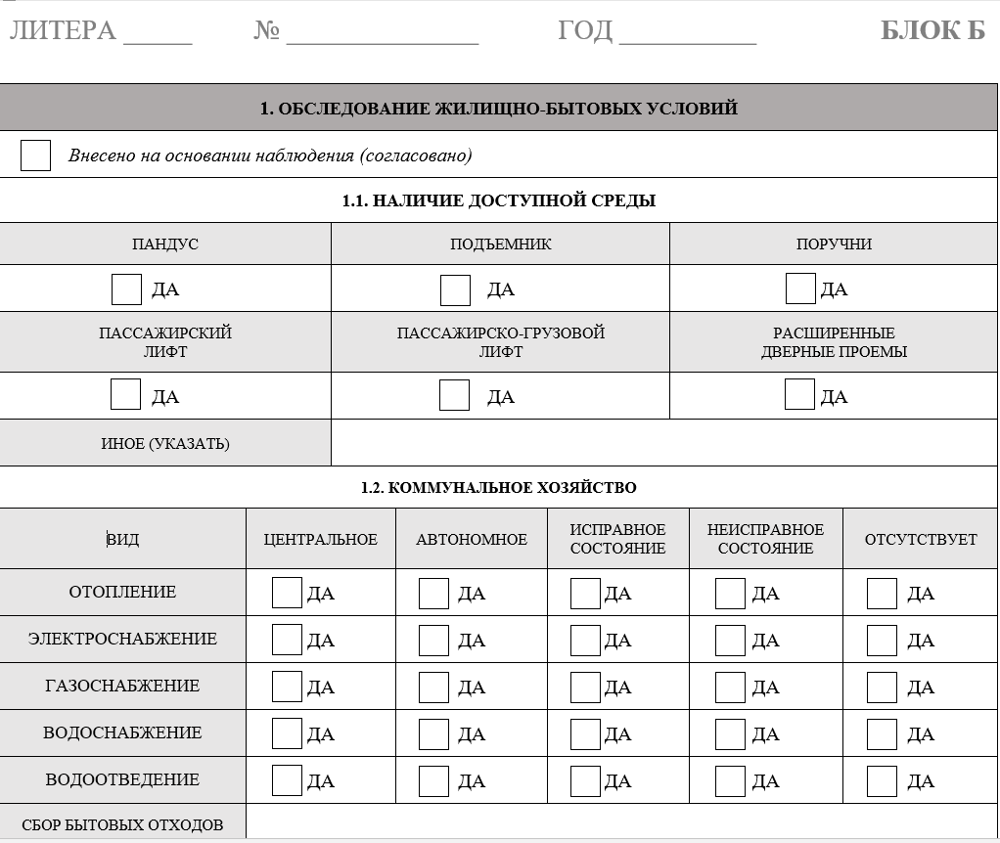 ЛИТЕРА _____ № ______________ ГОД __________ БЛОК Б
1. ОБСЛЕДОВАНИЕ ЖИЛИЩНО-БЫТОВЫХ УСЛОВИЙ
Внесено на основании наблюдения (согласовано)
1.1. НАЛИЧИЕ ДОСТУПНОЙ СРЕДЫ
ПАНДУС ПОДЪЕМНИК ПОРУЧНИ
ДА ДА ДА
ПАССАЖИРСКИЙ ПАССАЖИРСКО-ГРУЗОВОЙ РАСШИРЕННЫЕ
ЛИФТ ЛИФТ ДВЕРНЫЕ ПРОЕМЫ
ДА ДА ДА
ИНОЕ (УКАЗАТЬ)
1.2. КОММУНАЛЬНОЕ ХОЗЯЙСТВО
ВИД ЦЕНТРАЛЬНОЕ АВТОНОМНОЕ ИСПРАВНОЕ СОСТОЯНИЕ НЕИСПРАВНОЕ СОСТОЯНИЕ ОТСУТСТВУЕТ
ОТОПЛЕНИЕ ДА ДА ДА ДА ДА
ЭЛЕКТРОСНАБЖЕНИЕ ДА ДА ДА ДА ДА
ГАЗОСНАБЖЕНИЕ ДА ДА ДА ДА ДА
ВОДОСНАБЖЕНИЕ ДА ДА ДА ДА ДА
ВОДООТВЕДЕНИЕ ДА ДА ДА ДА ДА
СБОР БЫТОВЫХ ОТХОДОВ